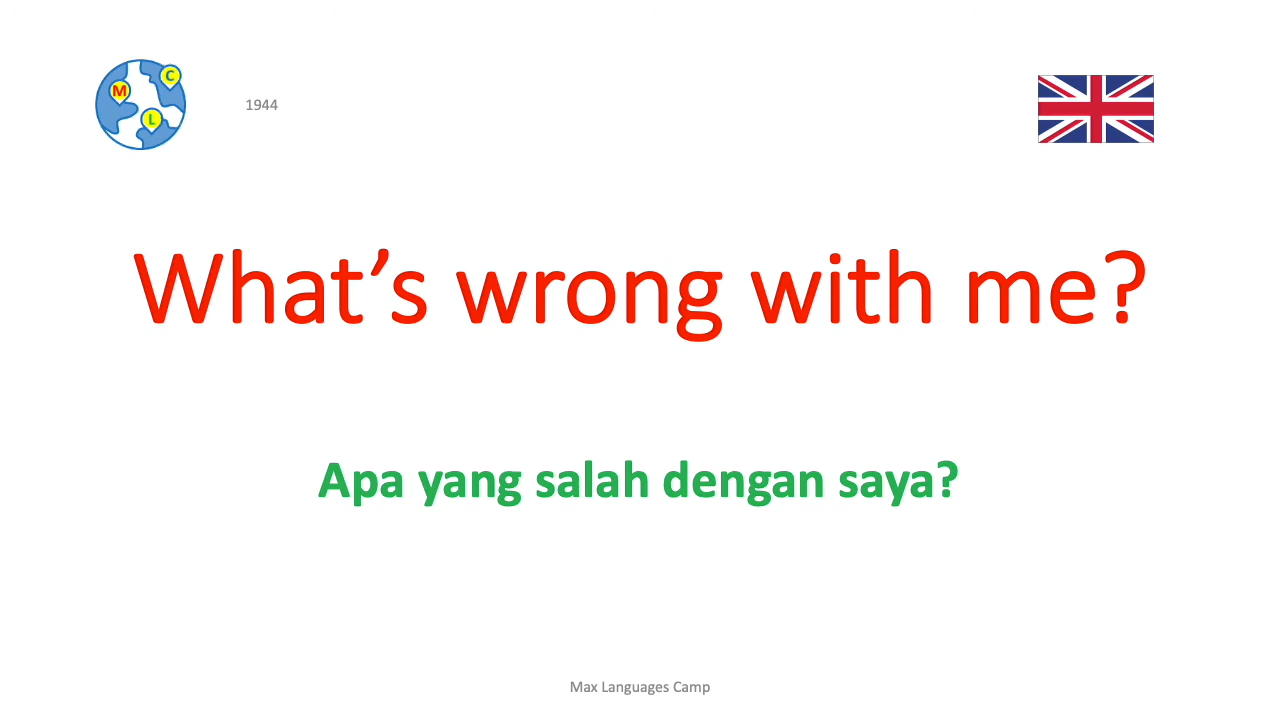 M
C
L
1944
What’s wrong with me?
Apa yang salah dengan saya?
Max Languages Camp